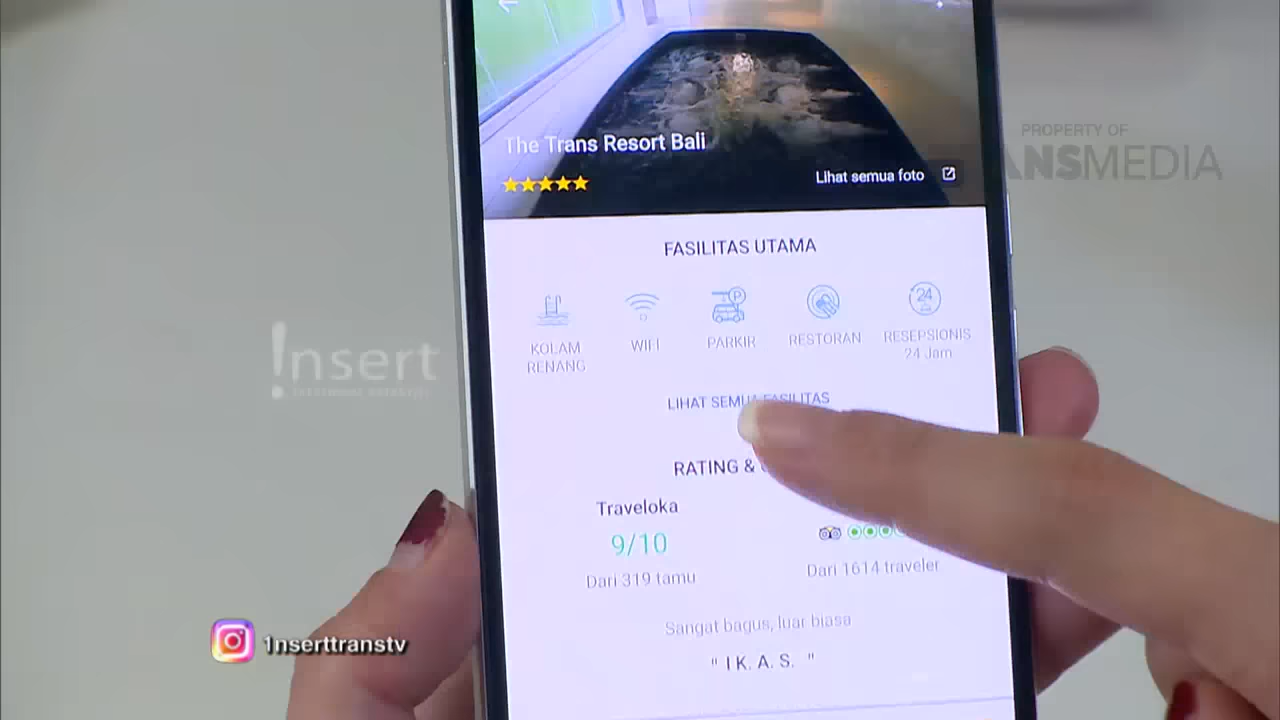 The Trans Resort Bali
Lihat semua foto
PROPERTY OF
ANSMEDIA
FASILITAS UTAMA
24
P
KOLAM
RENANG
WIFI
PARKIR
RESTORAN
RESEPSIONIS
24 Jam
!nsert
LIHAT SEMUA FASILITAS
RATING &
Traveloka
9/10
Dari 319 tamu
Dari 1614 traveler
Sangat bagus, luar biasa
" I K. A. S. "
1nserttranstv